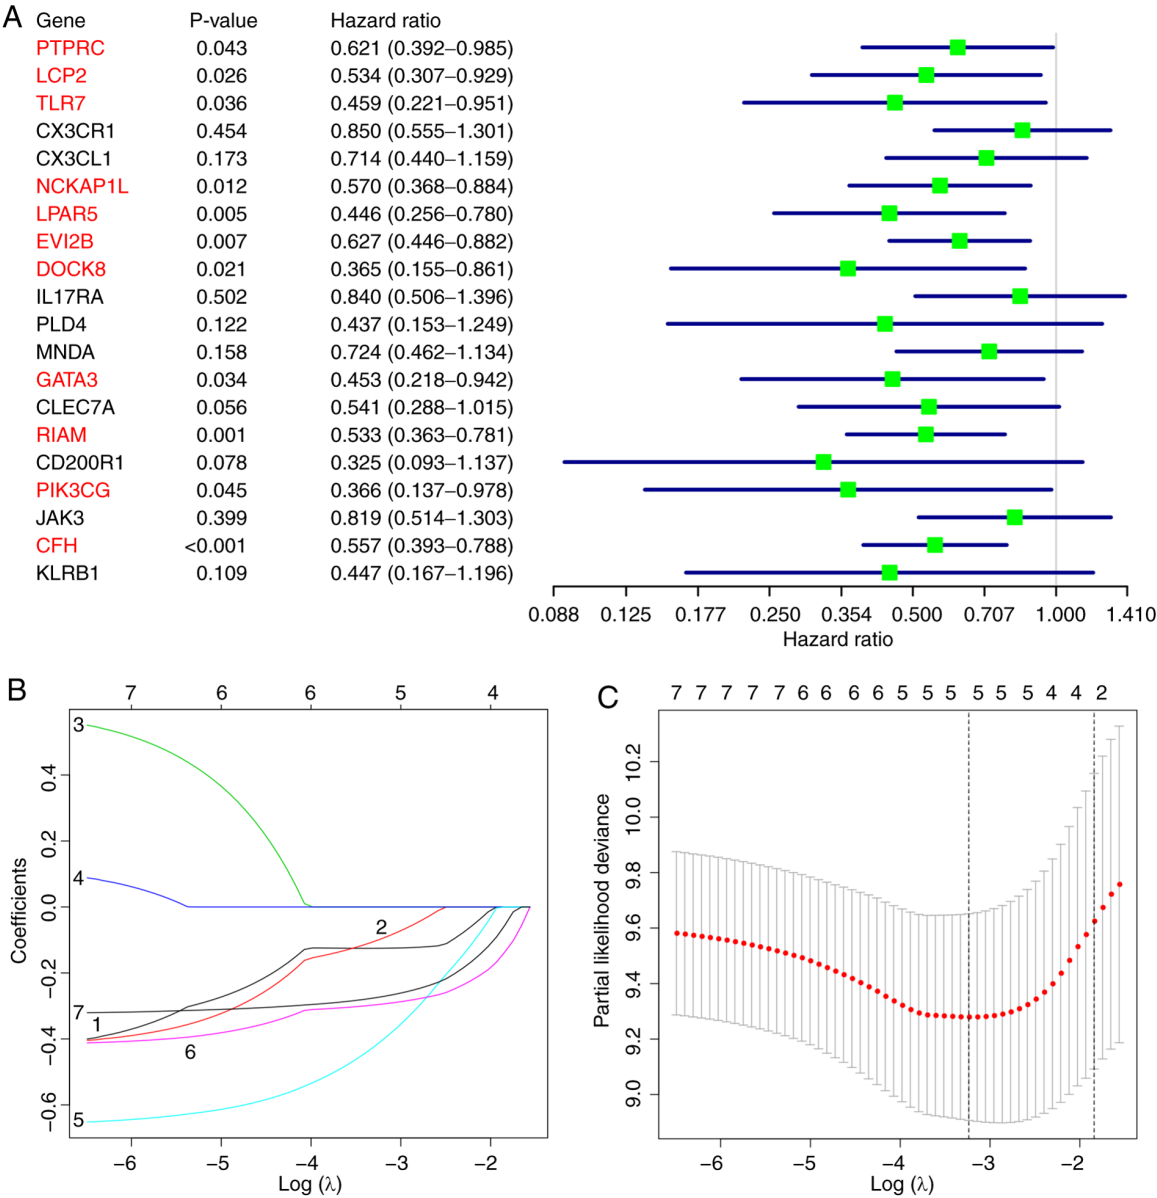 A
Gene P-value Hazard ratio
PTPRC 0.043 0.621 (0.392–0.985)
LCP2 0.026 0.534 (0.307–0.929)
TLR7 0.036 0.459 (0.221–0.951)
CX3CR1 0.454 0.850 (0.555–1.301)
CX3CL1 0.173 0.714 (0.440–1.159)
NCKAP1L 0.012 0.570 (0.368–0.884)
LPAR5 0.005 0.446 (0.256–0.780)
EVI2B 0.007 0.627 (0.446–0.882)
DOCK8 0.021 0.365 (0.155–0.861)
IL17RA 0.502 0.840 (0.506–1.396)
PLD4 0.122 0.437 (0.153–1.249)
MNDA 0.158 0.724 (0.462–1.134)
GATA3 0.034 0.453 (0.218–0.942)
CLEC7A 0.056 0.541 (0.288–1.015)
RIAM 0.001 0.533 (0.363–0.781)
CD200R1 0.078 0.325 (0.093–1.137)
PIK3CG 0.045 0.366 (0.137–0.978)
JAK3 0.399 0.819 (0.514–1.303)
CFH <0.001 0.557 (0.393–0.788)
KLRB1 0.109 0.447 (0.167–1.196)
0.088 0.125 0.177 0.250 0.354 0.500 0.707 1.000 1.410
Hazard ratio
B
7 6 6 5 4
Coefficients
0.4
0.2
0.0
−0.2
−0.4
−0.6
3
4
2
7
1
6
5
−6 −5 −4 −3 −2
Log (λ)
C
7 7 7 7 7 6 6 6 6 5 5 5 5 5 5 4 4 2
Partial likelihood deviance
10.2
10.0
9.8
9.6
9.4
9.2
9.0
−6 −5 −4 −3 −2
Log (λ)